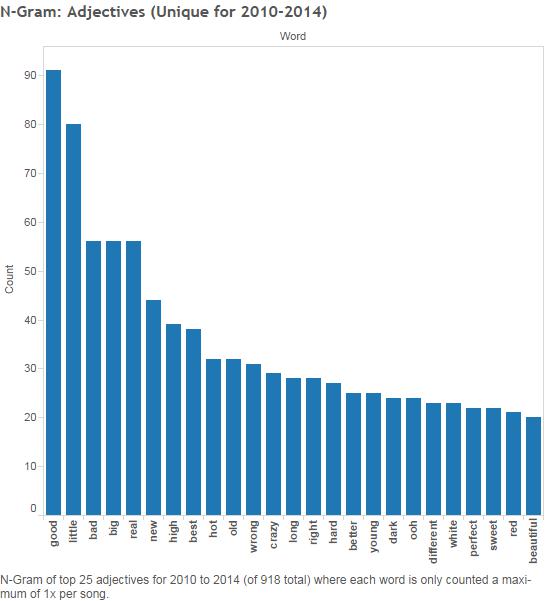 N-Gram: Adjectives (Unique for 2010-2014)
Word
Count
90
80
70
60
50
40
30
20
10
0
good
little
bad
big
real
new
high
best
hot
old
wrong
crazy
long
right
hard
better
young
dark
ooh
different
white
perfect
sweet
red
beautiful
N-Gram of top 25 adjectives for 2010 to 2014 (of 918 total) where each word is only counted a maxi-
mum of 1x per song.